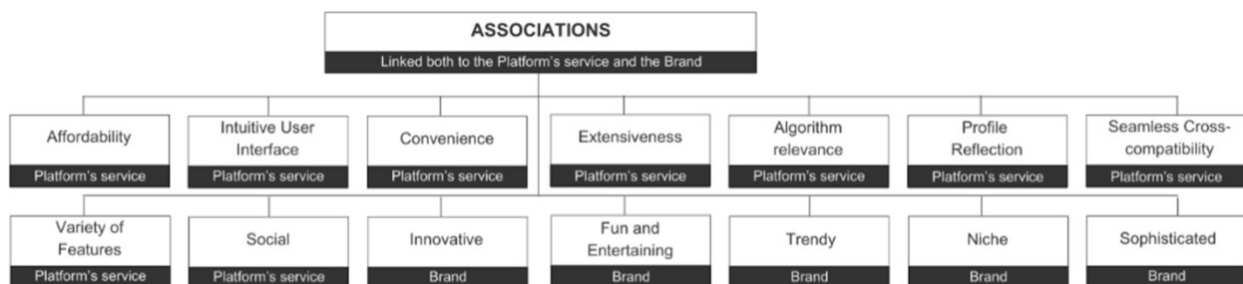 ASSOCIATIONS
Linked both to the Platform's service and the Brand
Affordability
Platform's service
Intuitive User
Interface
Platform's service
Convenience
Platform's service
Extensiveness
Platform's service
Algorithm
relevance
Platform's service
Profile
Reflection
Platform's service
Seamless Cross-
compatibility
Platform's service
Variety of
Features
Platform's service
Social
Platform's service
Innovative
Brand
Fun and
Entertaining
Brand
Trendy
Brand
Niche
Brand
Sophisticated
Brand